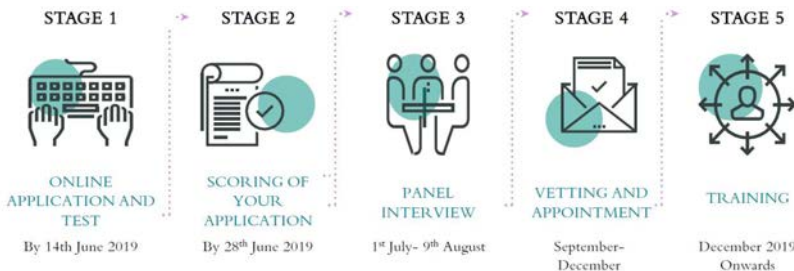 STAGE 1
ONLINE
APPLICATION AND
TEST
By 14th June 2019
STAGE 2
SCORING OF
YOUR
APPLICATION
By 28th June 2019
STAGE 3
PANEL
INTERVIEW
1st July- 9th August
STAGE 4
VETTING AND
APPOINTMENT
September-
December
STAGE 5
TRAINING
December 2019
Onwards